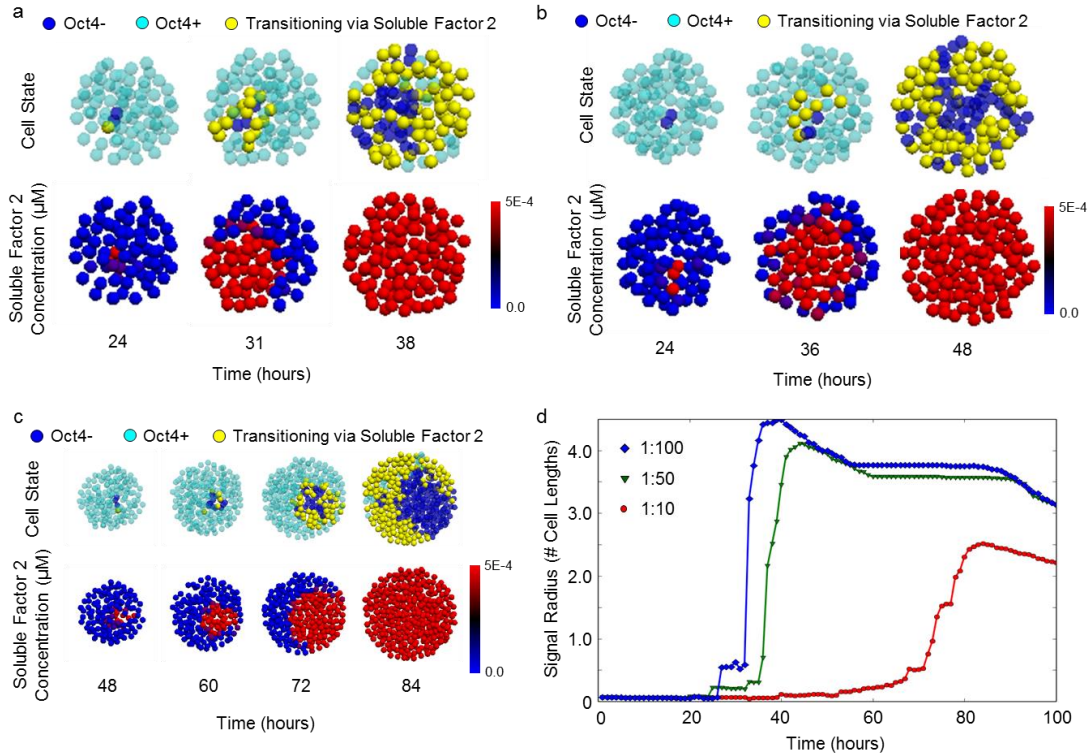 a
Oct4-
Oct4+
Transitioning via Soluble Factor 2
Cell State
Soluble Factor 2
Concentration (µM)
5E-4
0.0
24
31
38
Time (hours)
b
Oct4-
Oct4+
Transitioning via Soluble Factor 2
Cell State
Soluble Factor 2
Concentration (µM)
5E-4
0.0
24
36
48
Time (hours)
c
Oct4-
Oct4+
Transitioning via Soluble Factor 2
Cell State
Soluble Factor 2
Concentration (µM)
5E-4
0.0
48
60
72
84
Time (hours)
d
Signal Radius (# Cell Lengths)
4.0
3.0
2.0
1.0
0
1:100
1:50
1:10
0
20
40
60
80
100
Time (hours)